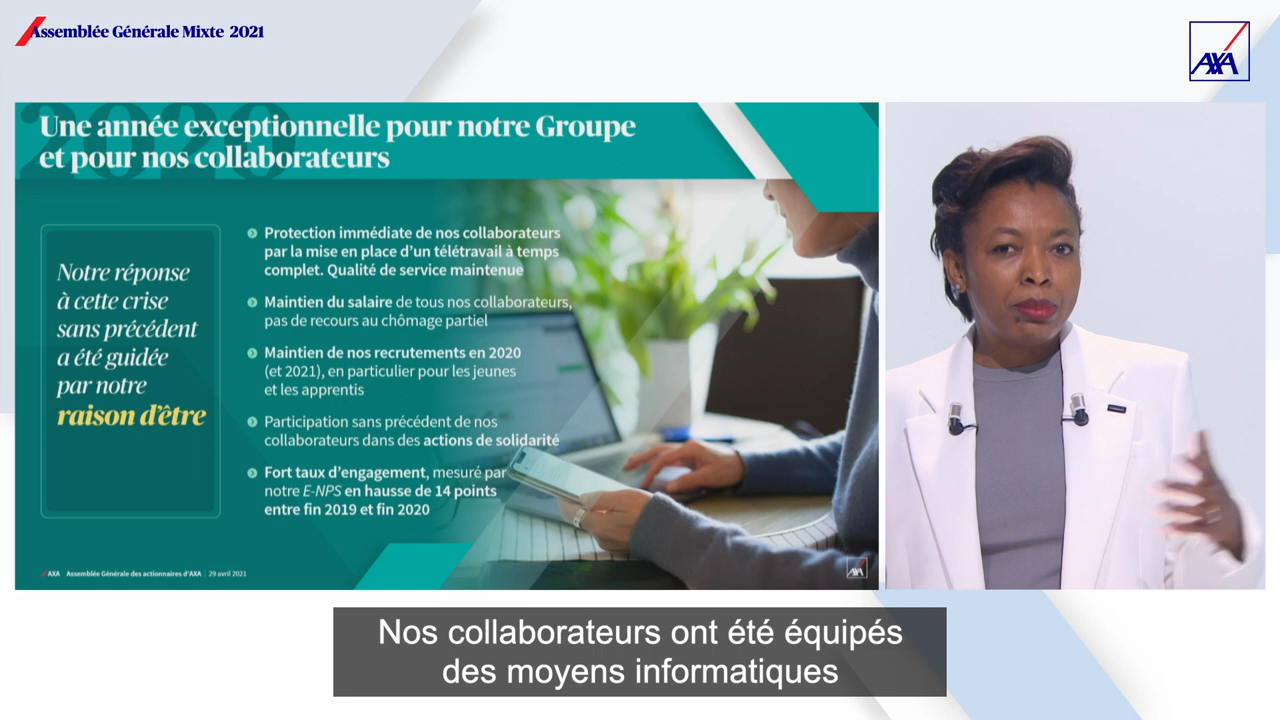 Assemblée Générale Mixte 2021
AXA
2020
Une année exceptionnelle pour notre Groupe
et pour nos collaborateurs
Notre réponse
à cette crise
sans précédent
a été guidée
par notre
raison d'être
Protection immédiate de nos collaborateurs
par la mise en place d'un télétravail à temps
complet. Qualité de service maintenue
Maintien du salaire de tous nos collaborateurs,
pas de recours au chômage partiel
Maintien de nos recrutements en 2020
(et 2021), en particulier pour les jeunes
et les apprentis
Participation sans précédent de nos
collaborateurs dans des actions de solidarité
Fort taux d'engagement, mesuré par
notre E-NPS en hausse de 14 points
entre fin 2019 et fin 2020
AXA Assemblée Générale des actionnaires d'AXA | 29 avril 2021
AXA
Nos collaborateurs ont été équipés
des moyens informatiques